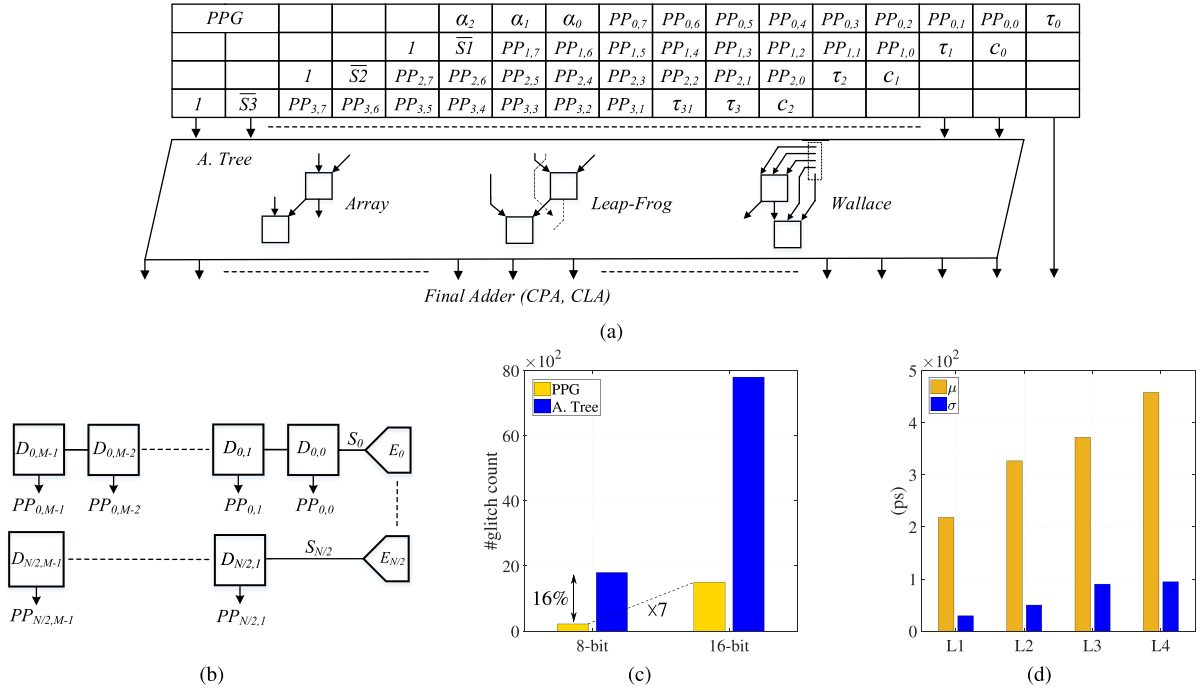 PPG α₂ α₁ α₀ PP₀,₇ PP₀,₆ PP₀,₅ PP₀,₄ PP₀,₃ PP₀,₂ PP₀,₁ PP₀,₀ τ₀
1 S̅1̅ PP₁,₇ PP₁,₆ PP₁,₅ PP₁,₄ PP₁,₃ PP₁,₂ PP₁,₁ PP₁,₀ τ₁ c₀
1 S̅2̅ PP₂,₇ PP₂,₆ PP₂,₅ PP₂,₄ PP₂,₃ PP₂,₂ PP₂,₁ PP₂,₀ τ₂ c₁
1 S̅3̅ PP₃,₇ PP₃,₆ PP₃,₅ PP₃,₄ PP₃,₃ PP₃,₂ PP₃,₁ τ₃₁ τ₃ c₂
A. Tree
Array Leap-Frog Wallace
Final Adder (CPA, CLA)
(a)
D0,M-1 D0,M-2 D0,1 D0,0 S0 E0
PP0,M-1 PP0,M-2 PP0,1 PP0,0
DN/2,M-1 DN/2,1 SN/2 EN/2
PPN/2,M-1 PPN/2,1
(b)
×10²
80
60
40
20
0
#glitch count
PPG
A. Tree
16%
×7
8-bit 16-bit
(c)
×10²
5
4
3
2
1
0
(ps)
μ
σ
L1 L2 L3 L4
(d)